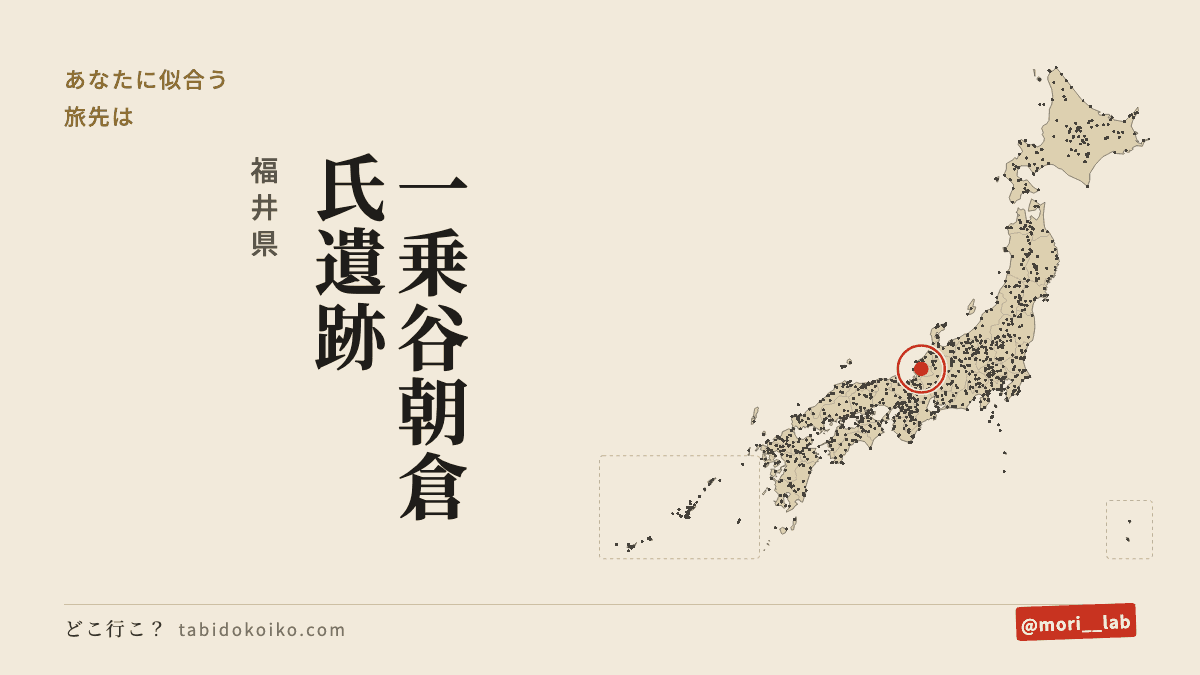 あなたに似合う
旅先は
一乗谷朝倉
氏遺跡
福井県
どこ行こ？ tabidokoiko.com
@mori__lab